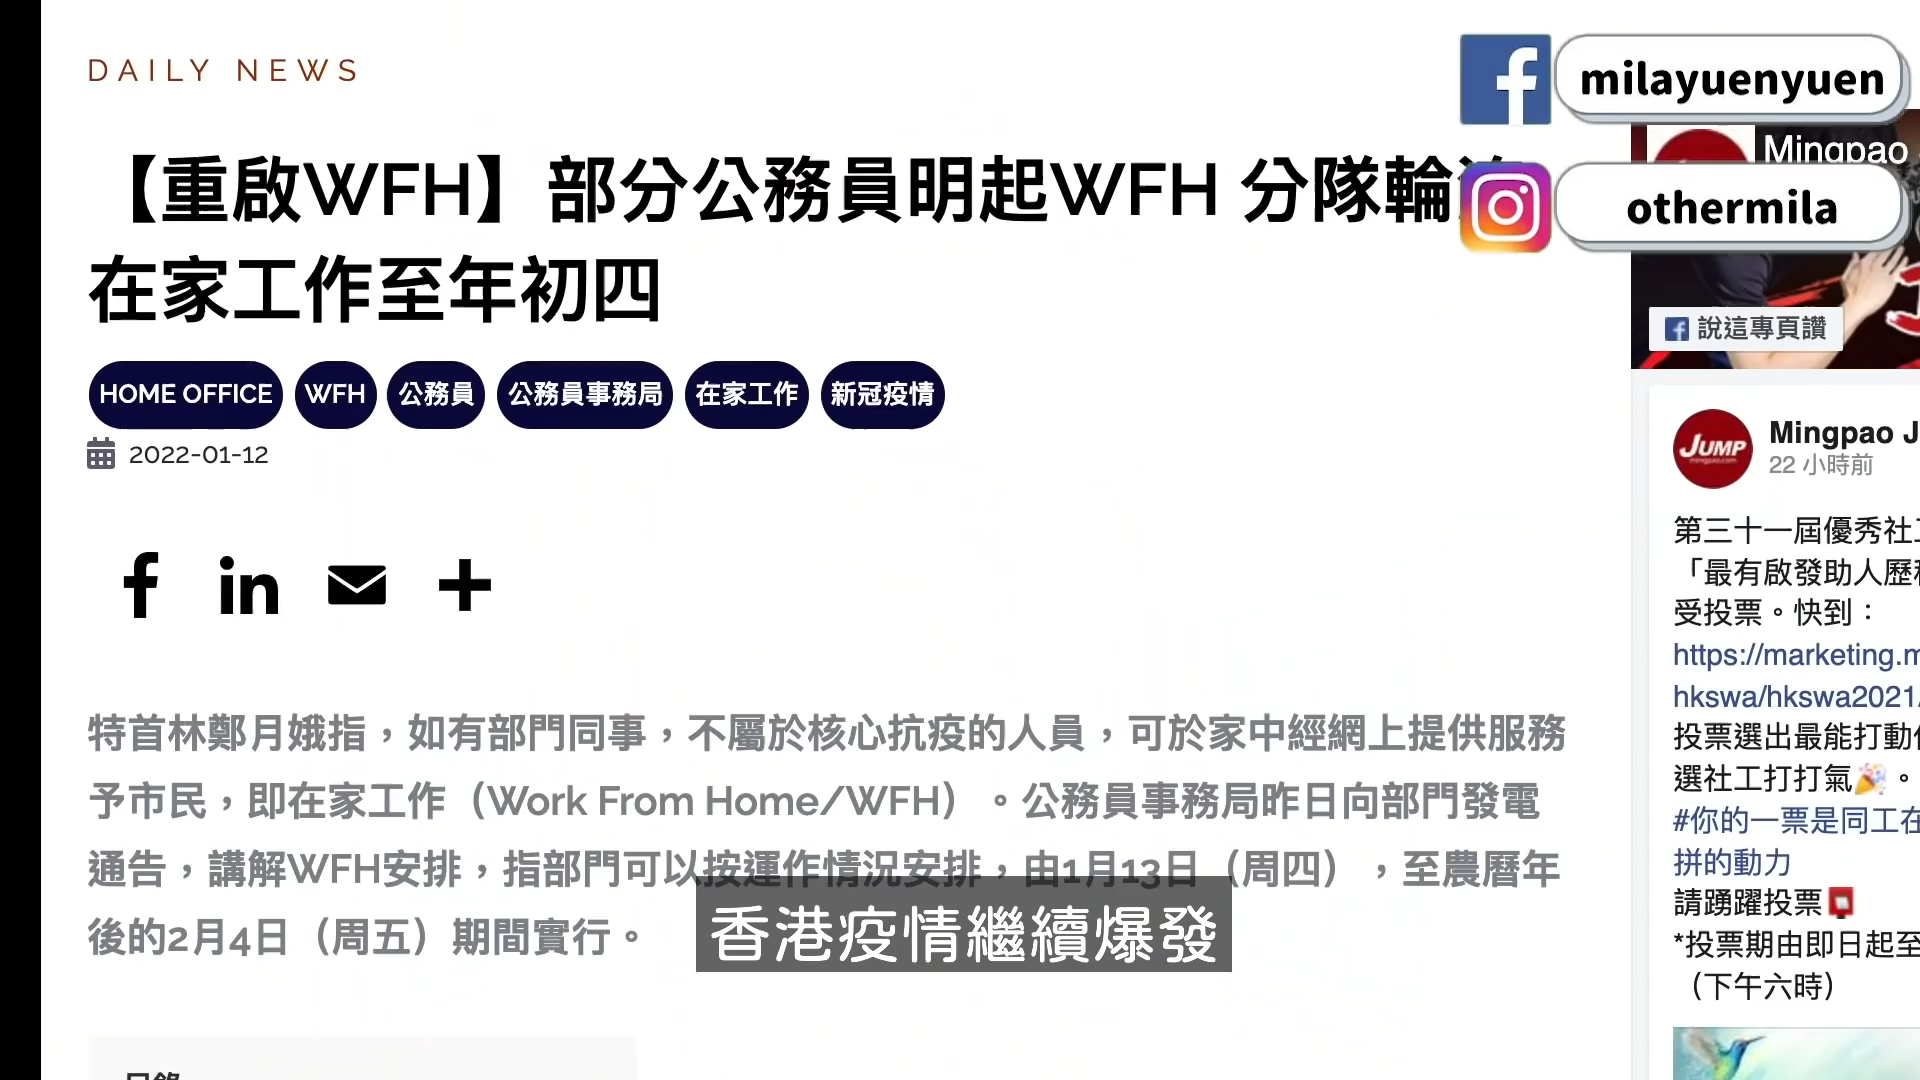 DAILY NEWS
【重啟WFH】部分公務員明起WFH 分隊輪
在家工作至年初四
HOME OFFICE
WFH
公務員
公務員事務局
在家工作
新冠疫情
2022-01-12
特首林鄭月娥指，如有部門同事，不屬於核心抗疫的人員，可於家中經網上提供服務
予市民，即在家工作（Work From Home/WFH）。公務員事務局昨日向部門發電
通告，講解WFH安排，指部門可以按運作情況安排，由1月13日（周四），至農曆年
後的2月4日（周五）期間實行。
香港疫情繼續爆發
milayuenyuen
othermila
Mingpao
說這專頁讚
JUMP
Mingpao J
22 小時前
第三十一屆優秀社
「最有啟發助人歷
受投票。快到：
https://marketing.m
hkswa/hkswa2021
投票選出最能打動
選社工打打氣🎉。
#你的一票是同工在
拼的動力
請踴躍投票🗳
*投票期由即日起至
（下午六時）